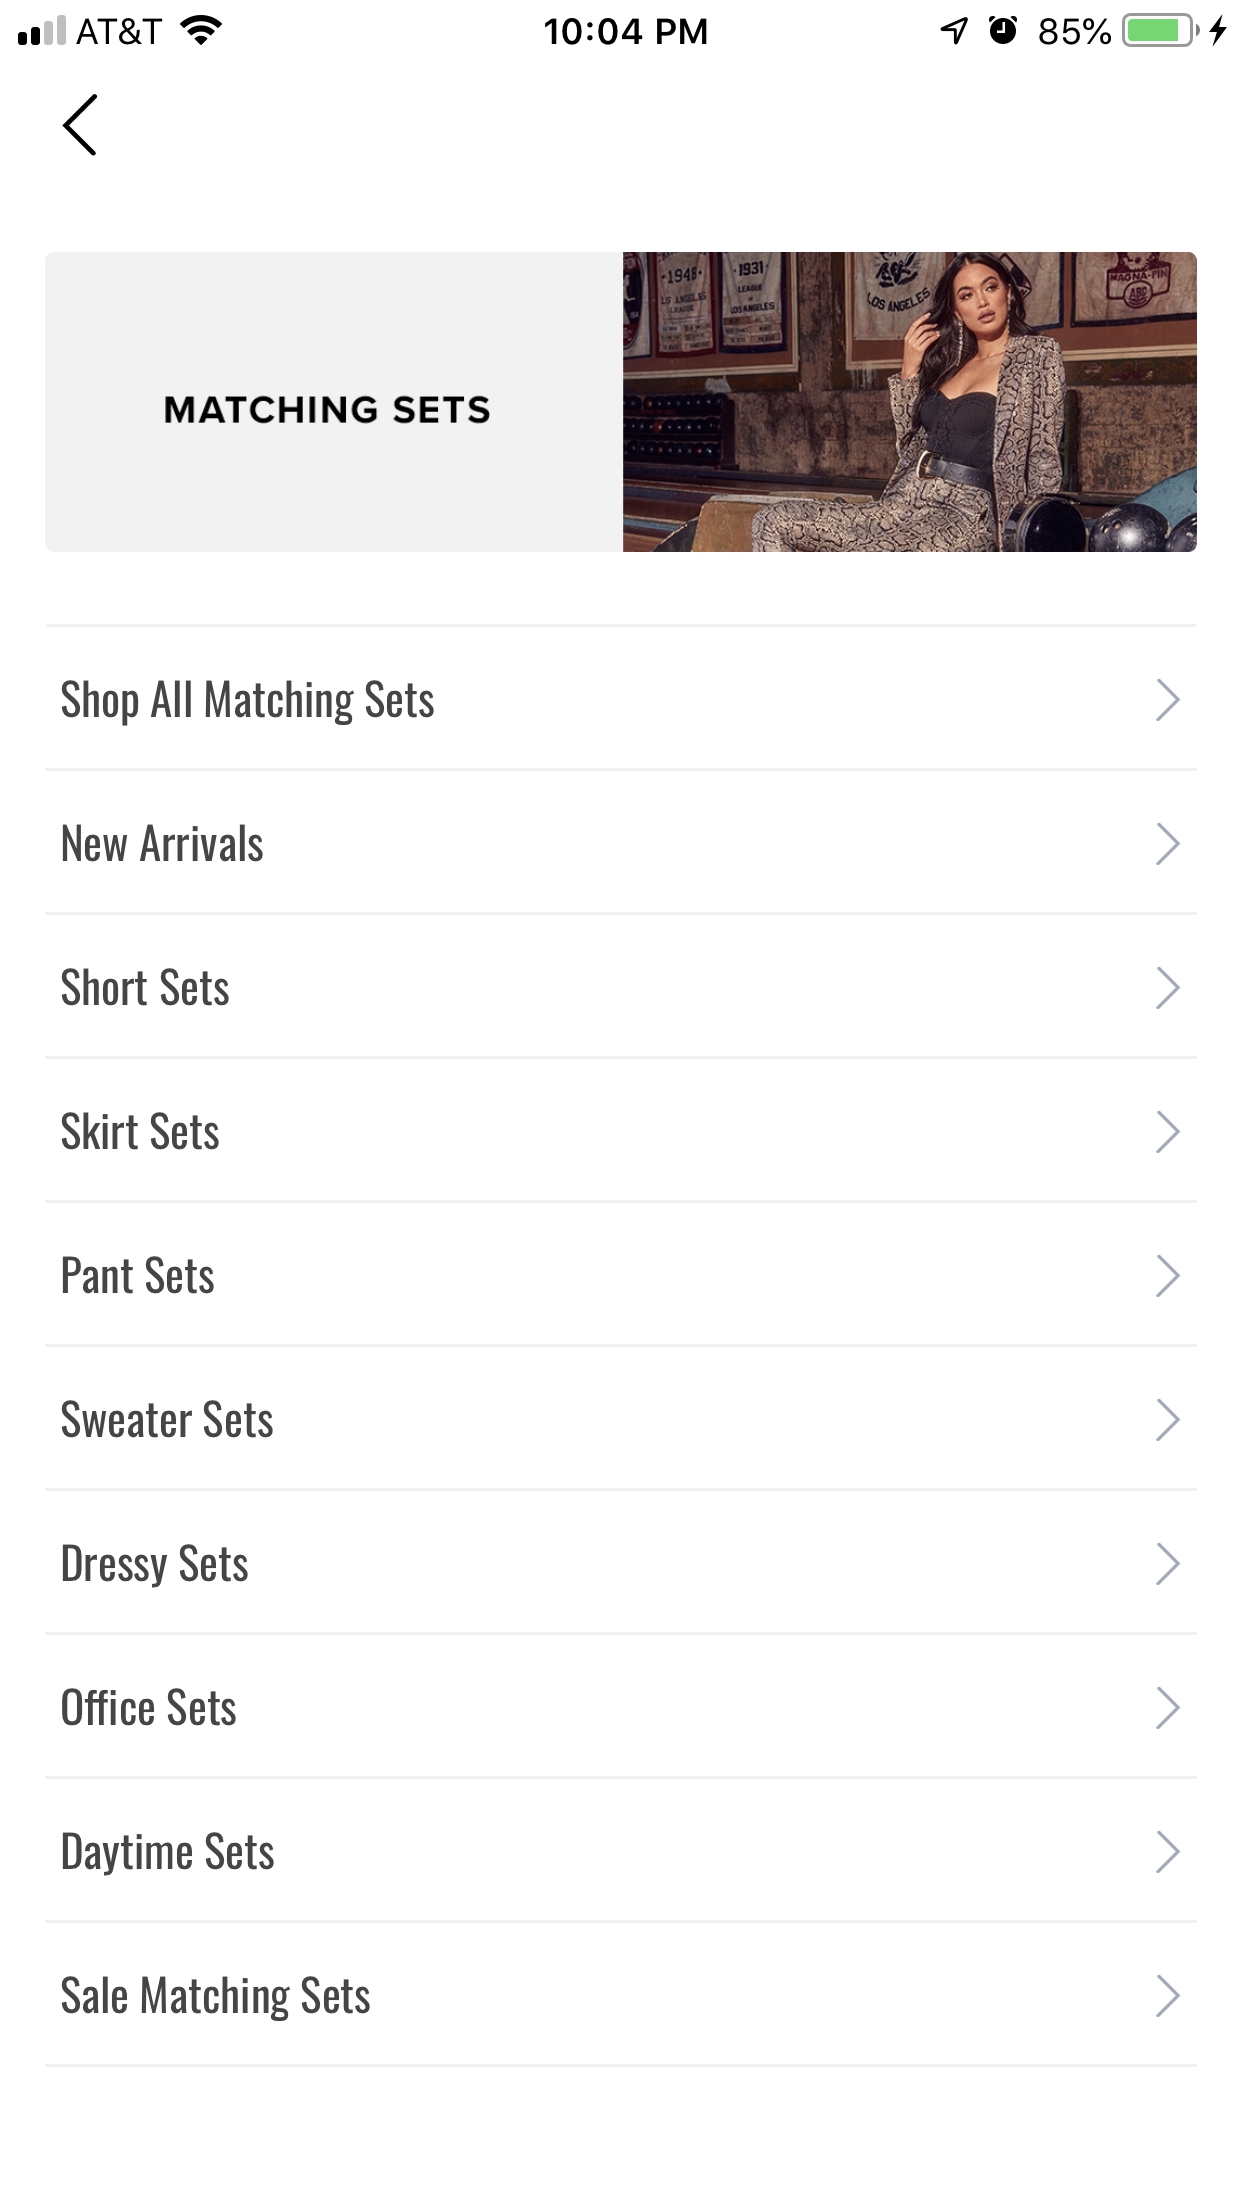 AT&T 10:04 PM 85%
MATCHING SETS
-1948-
LS ANGELES
LEAGUE
-1931-
LEAGUE
LOS ANGELES
LOS ANGELES
MAGNA-PIN
ABC
Shop All Matching Sets
New Arrivals
Short Sets
Skirt Sets
Pant Sets
Sweater Sets
Dressy Sets
Office Sets
Daytime Sets
Sale Matching Sets